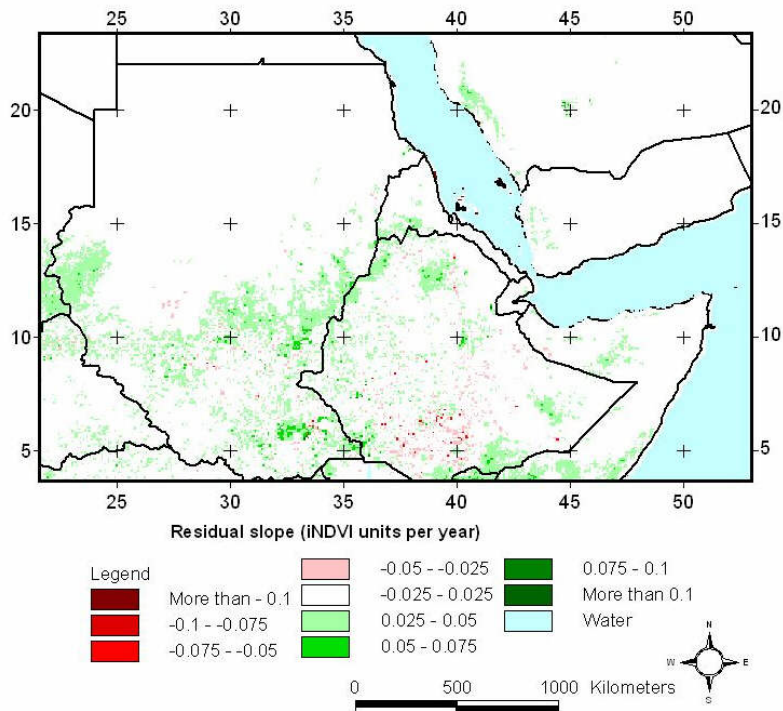 25 30 35 40 45 50
20 20
15 15
10 10
5 5
25 30 35 40 45 50
Residual slope (iNDVI units per year)
Legend
More than - 0.1
-0.1 - -0.075
-0.075 - -0.05
-0.05 - -0.025
-0.025 - 0.025
0.025 - 0.05
0.05 - 0.075
0.075 - 0.1
More than 0.1
Water
N
W E
S
0 500 1000 Kilometers